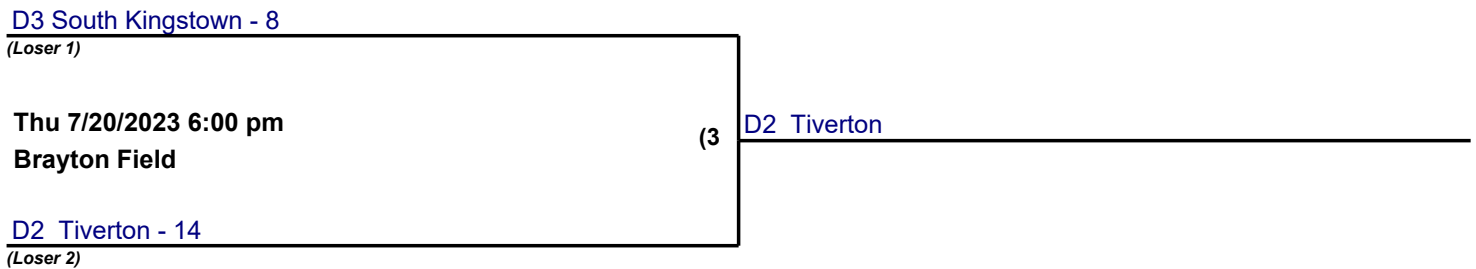 D3 South Kingstown - 8
(Loser 1)
Thu 7/20/2023 6:00 pm
Brayton Field
(3
D2  Tiverton
D2  Tiverton - 14
(Loser 2)